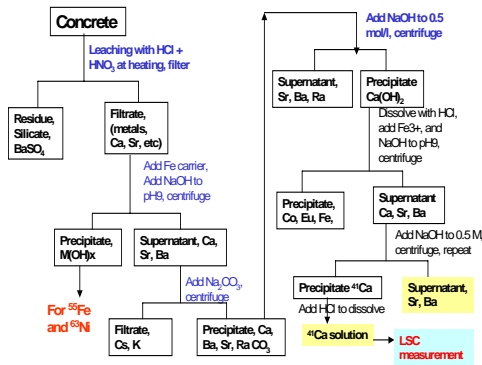 Concrete
Leaching with HCl +
HNO3 at heating, filter
Residue,
Silicate,
BaSO4
Filtrate,
(metals,
Ca, Sr, etc)
Add Fe carrier,
Add NaOH to
pH9, centrifuge
Precipitate,
M(OH)x
Supernatant, Ca,
Sr, Ba
For 55Fe
and 63Ni
Add Na2CO3,
centifuge
Filtrate,
Cs, K
Precipitate, Ca,
Ba, Sr, Ra CO3
Add NaOH to 0.5
mol/l, centrifuge
Supernatant,
Sr, Ba, Ra
Precipitate
Ca(OH)2
Dissolve with HCl,
add Fe3+, and
NaOH to pH9,
centrifuge
Precipitate,
Co, Eu, Fe,
Supernatant
Ca, Sr, Ba
Add NaOH to 0.5 M,
centrifuge, repeat
Precipitate 41Ca
Supernatant,
Sr, Ba
Add HCl to dissolve
41Ca solution
LSC
measurement